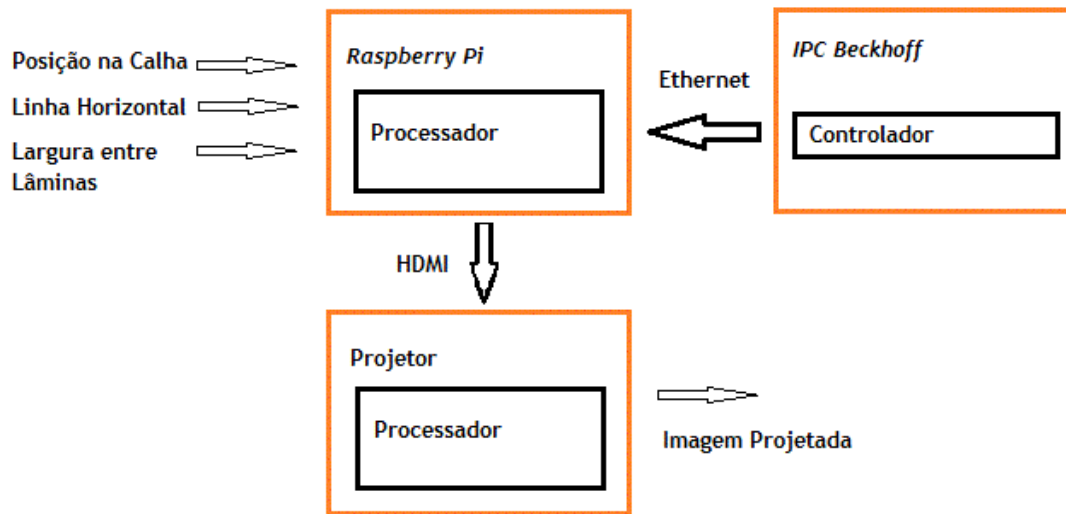 Posição na Calha
Linha Horizontal
Largura entre
Lâminas
Raspberry Pi
Processador
Ethernet
IPC Beckhoff
Controlador
HDMI
Projetor
Processador
Imagem Projetada